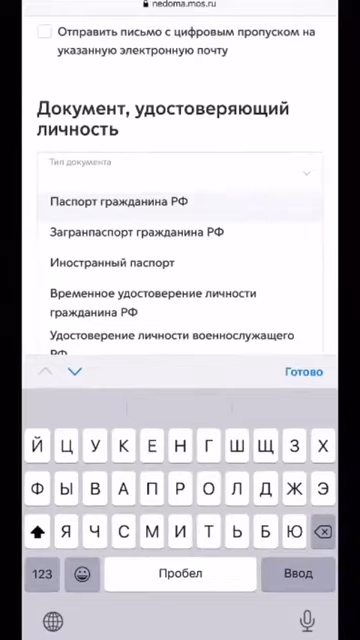 nedoma.mos.ru
Отправить письмо с цифровым пропуском на
указанную электронную почту
Документ, удостоверяющий
личность
Тип документа
Паспорт гражданина РФ
Загранпаспорт гражданина РФ
Иностранный паспорт
Временное удостоверение личности
гражданина РФ
Удостоверение личности военнослужащего
РФ
Готово
Й Ц У К Е Н Г Ш Щ З Х
Ф Ы В А П Р О Л Д Ж Э
Я Ч С М И Т Ь Б Ю
123 Пробел Ввод